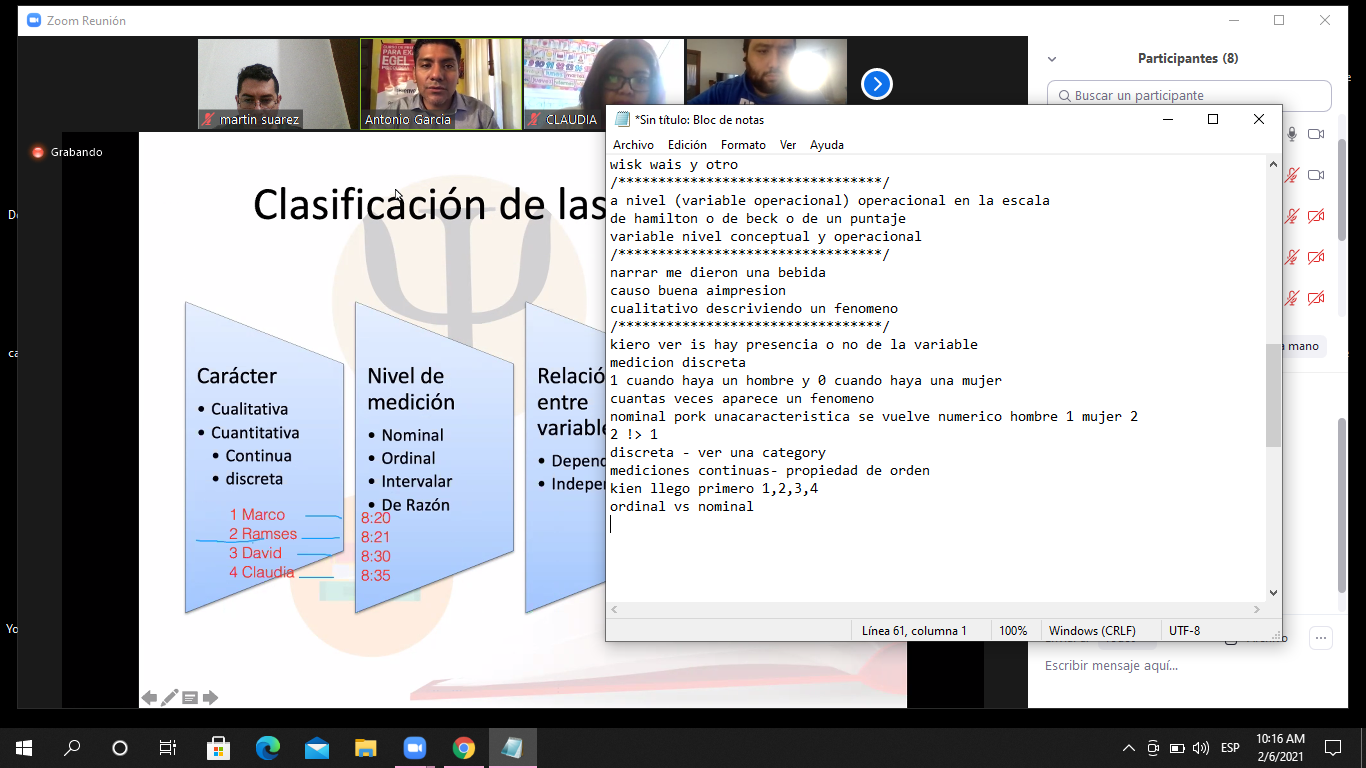 Zoom Reunión
martin suarez
Antonio Garcia
CLAUDIA
Grabando
Clasificación de las
Carácter
• Cualitativa
• Cuantitativa
• Continua
• discreta
1 Marco
2 Ramses
3 David
4 Claudia
Nivel de
medición
• Nominal
• Ordinal
• Intervalar
• De Razón
8:20
8:21
8:30
8:35
Relació
entre
variabl
• Depend
• Indepe
*Sin título: Bloc de notas
Archivo Edición Formato Ver Ayuda
wisk wais y otro
/*********************************/
a nivel (variable operacional) operacional en la escala
de hamilton o de beck o de un puntaje
variable nivel conceptual y operacional
/*********************************/
narrar me dieron una bebida
causo buena aimpresion
cualitativo descriviendo un fenomeno
/*********************************/
kiero ver is hay presencia o no de la variable
medicion discreta
1 cuando haya un hombre y 0 cuando haya una mujer
cuantas veces aparece un fenomeno
nominal pork unacaracteristica se vuelve numerico hombre 1 mujer 2
2 !> 1
discreta - ver una category
mediciones continuas- propiedad de orden
kien llego primero 1,2,3,4
ordinal vs nominal
Línea 61, columna 1 100% Windows (CRLF) UTF-8
Participantes (8)
Buscar un participante
a mano
Escribir mensaje aquí...
ESP
10:16 AM
2/6/2021